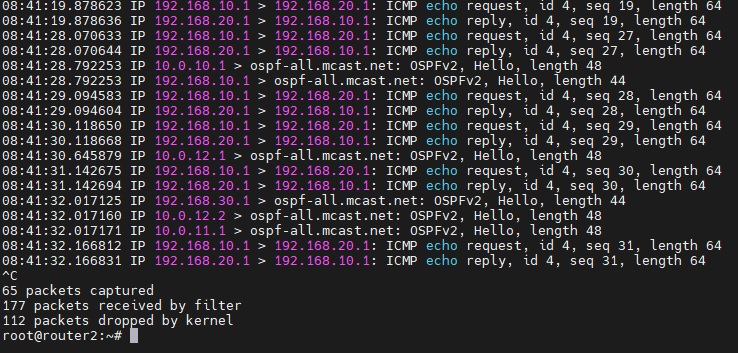 08:41:19.878623 IP 192.168.10.1 > 192.168.20.1: ICMP echo request, id 4, seq 19, length 64
08:41:19.878636 IP 192.168.20.1 > 192.168.10.1: ICMP echo reply, id 4, seq 19, length 64
08:41:28.070633 IP 192.168.10.1 > 192.168.20.1: ICMP echo request, id 4, seq 27, length 64
08:41:28.070644 IP 192.168.20.1 > 192.168.10.1: ICMP echo reply, id 4, seq 27, length 64
08:41:28.792253 IP 10.0.10.1 > ospf-all.mcast.net: OSPFv2, Hello, length 48
08:41:28.792253 IP 192.168.10.1 > ospf-all.mcast.net: OSPFv2, Hello, length 44
08:41:29.094583 IP 192.168.10.1 > 192.168.20.1: ICMP echo request, id 4, seq 28, length 64
08:41:29.094604 IP 192.168.20.1 > 192.168.10.1: ICMP echo reply, id 4, seq 28, length 64
08:41:30.118650 IP 192.168.10.1 > 192.168.20.1: ICMP echo request, id 4, seq 29, length 64
08:41:30.118668 IP 192.168.20.1 > 192.168.10.1: ICMP echo reply, id 4, seq 29, length 64
08:41:30.645879 IP 10.0.12.1 > ospf-all.mcast.net: OSPFv2, Hello, length 48
08:41:31.142675 IP 192.168.10.1 > 192.168.20.1: ICMP echo request, id 4, seq 30, length 64
08:41:31.142694 IP 192.168.20.1 > 192.168.10.1: ICMP echo reply, id 4, seq 30, length 64
08:41:32.017125 IP 192.168.30.1 > ospf-all.mcast.net: OSPFv2, Hello, length 44
08:41:32.017160 IP 10.0.12.2 > ospf-all.mcast.net: OSPFv2, Hello, length 48
08:41:32.017171 IP 10.0.11.1 > ospf-all.mcast.net: OSPFv2, Hello, length 48
08:41:32.166812 IP 192.168.10.1 > 192.168.20.1: ICMP echo request, id 4, seq 31, length 64
08:41:32.166831 IP 192.168.20.1 > 192.168.10.1: ICMP echo reply, id 4, seq 31, length 64
^C
65 packets captured
177 packets received by filter
112 packets dropped by kernel
root@router2:~#